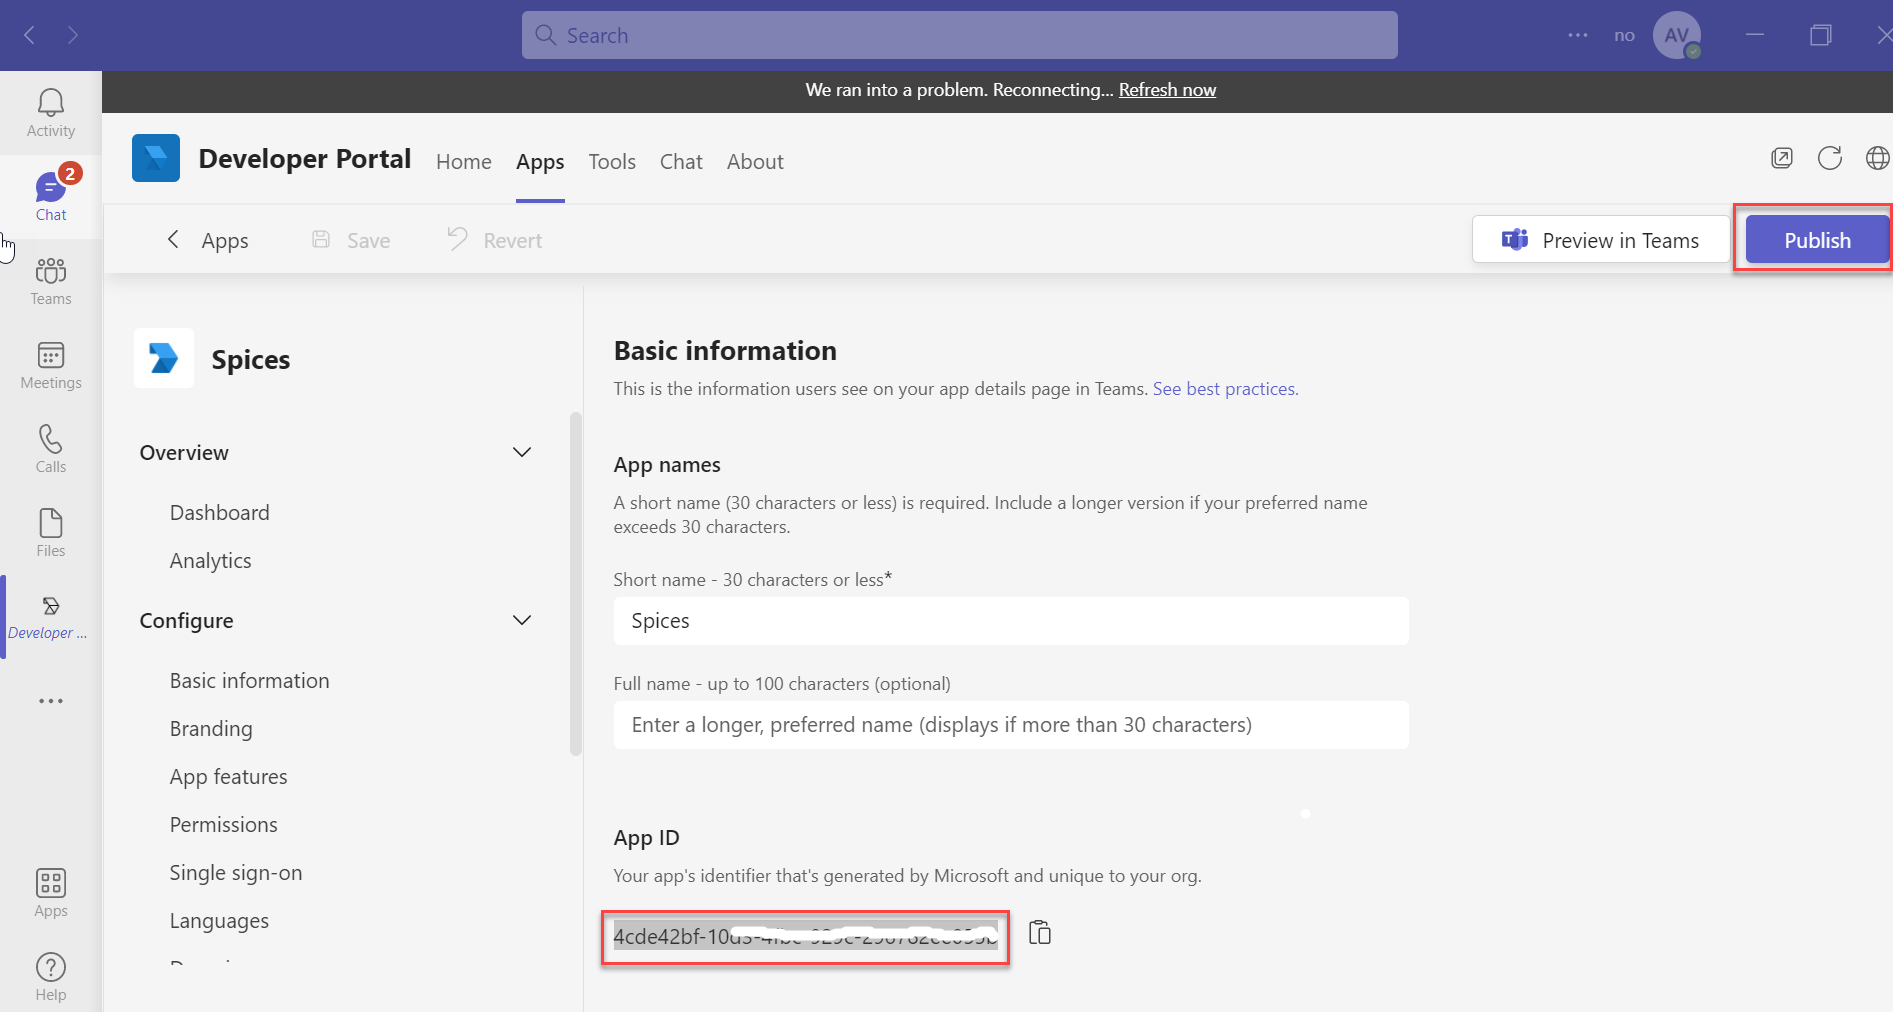 Search
no
AV
We ran into a problem. Reconnecting... Refresh now
Activity
2
Chat
Teams
Meetings
Calls
Files
Developer ...
Apps
Help
Developer Portal
Home
Apps
Tools
Chat
About
Apps
Save
Revert
Preview in Teams
Publish
Spices
Overview
Dashboard
Analytics
Configure
Basic information
Branding
App features
Permissions
Single sign-on
Languages
Basic information
This is the information users see on your app details page in Teams. See best practices.
App names
A short name (30 characters or less) is required. Include a longer version if your preferred name
exceeds 30 characters.
Short name - 30 characters or less*
Spices
Full name - up to 100 characters (optional)
Enter a longer, preferred name (displays if more than 30 characters)
App ID
Your app's identifier that's generated by Microsoft and unique to your org.
4cde42bf-10